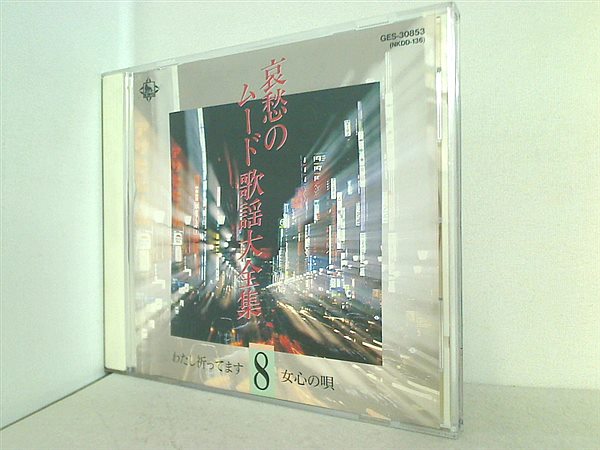 GES-30853
(NKDD-136)
哀愁の
ムード歌謡大全集
わたし祈ってます
8
女心の唄